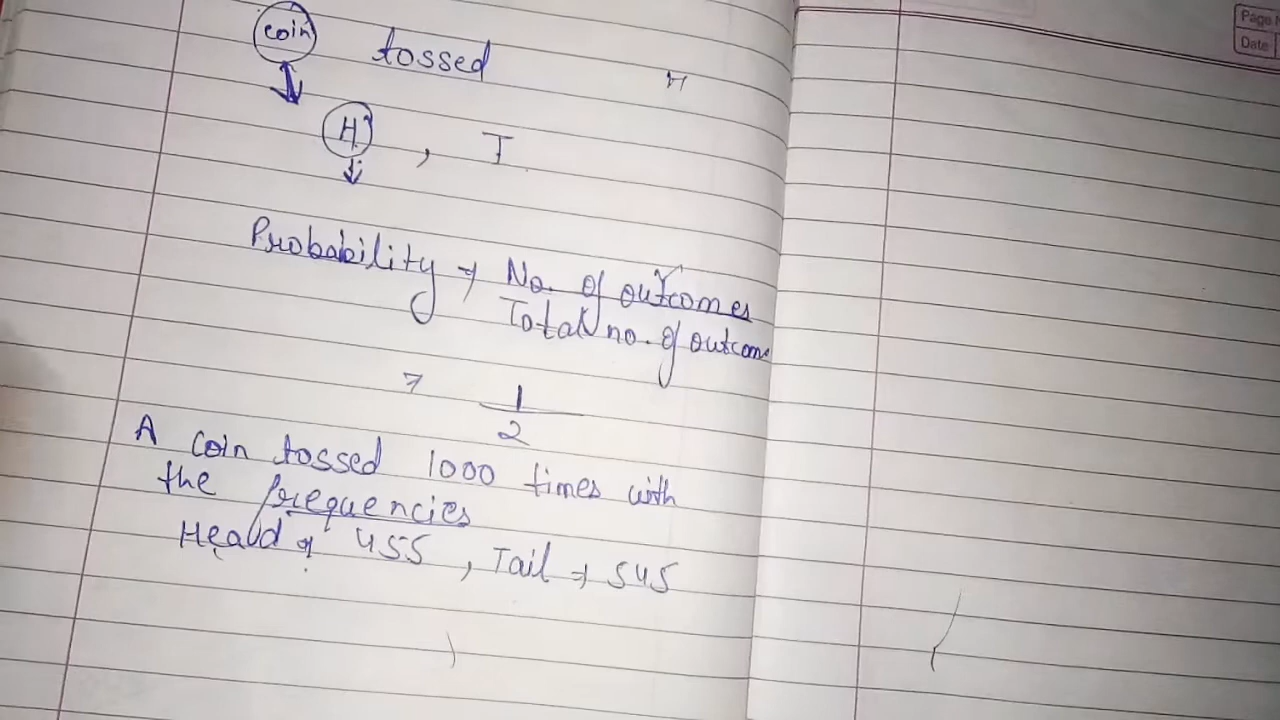 coin tossed
H
H , T
Probability → No. of outcomes
Total no. of outcome
= 1
2
A coin tossed 1000 times with
the frequencies
Head → 455 , Tail → 545
Page
Date